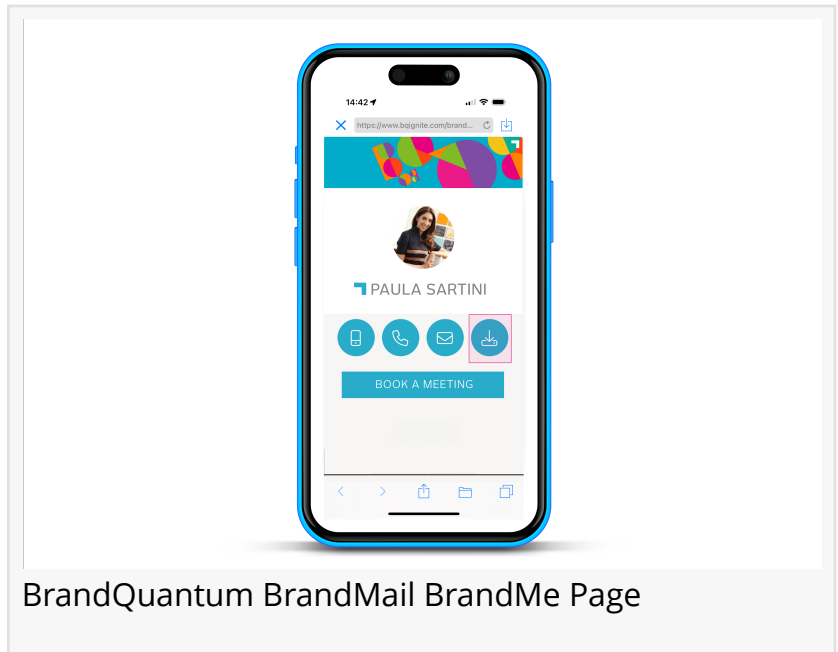 14:42
https://www.bqignite.com/brand...
PAULA SARTINI
BOOK A MEETING
BrandQuantum BrandMail BrandMe Page